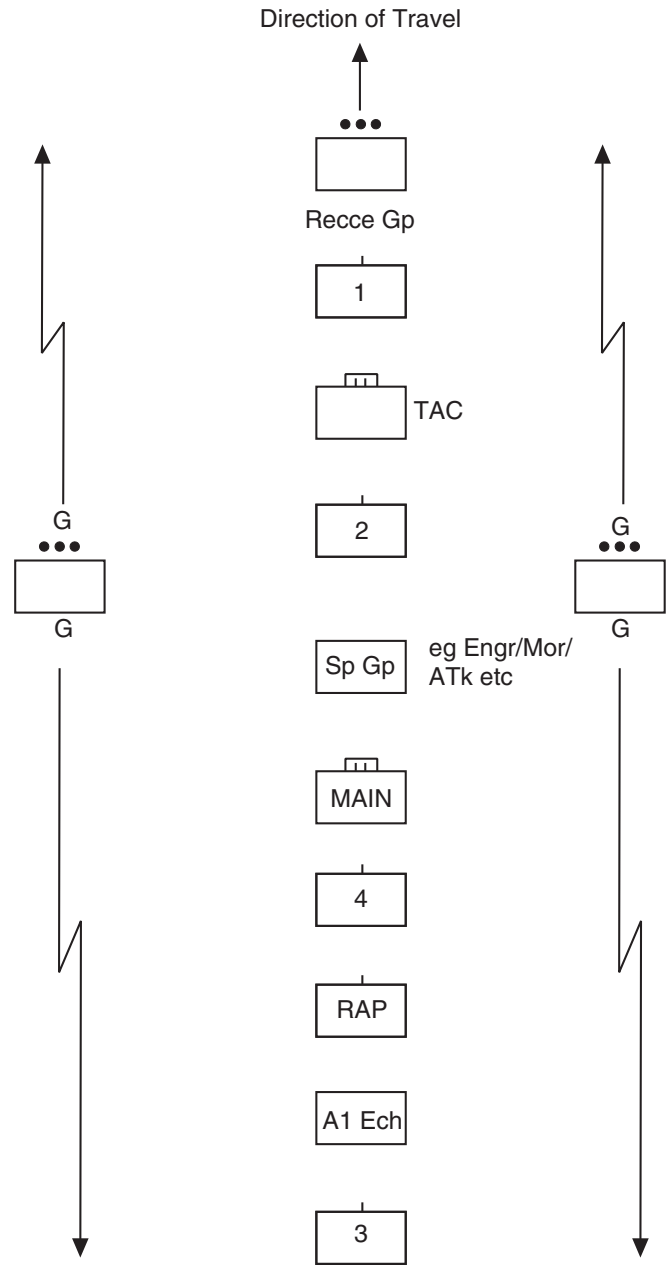 Direction of Travel
Recce Gp
1
TAC
2
G
G
G
G
Sp Gp
eg Engr/Mor/
ATk etc
MAIN
4
RAP
A1 Ech
3